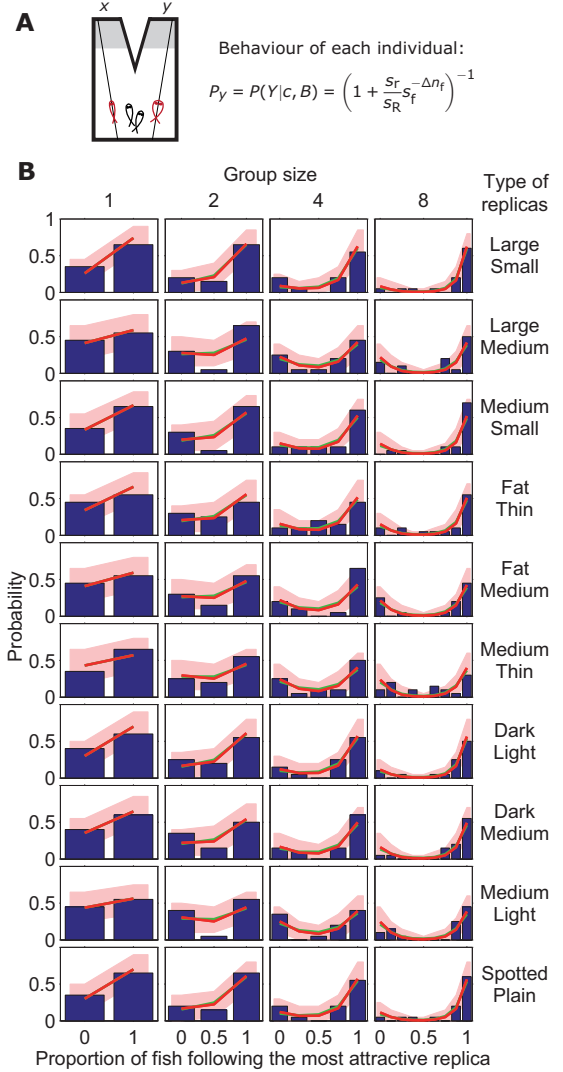 A
x y
Behaviour of each individual:
P_y = P(Y|c, B) = (1 + s_r/s_R s_f^{-Δn_f})^{-1}
B
Group size
Type of
replicas
1 2 4 8
1
0.5
0
Large
Small
0.5
0
Large
Medium
0.5
0
Medium
Small
0.5
0
Fat
Thin
0.5
0
Fat
Medium
0.5
0
Medium
Thin
0.5
0
Dark
Light
0.5
0
Dark
Medium
0.5
0
Medium
Light
0.5
0
Spotted
Plain
Probability
0 1 0 0.5 1 0 0.5 1 0 0.5 1
Proportion of fish following the most attractive replica